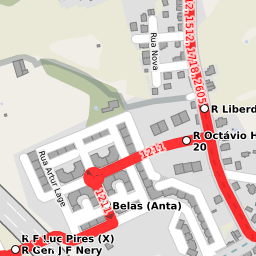 Rua Nova
R Liberd
R Octávio H
20
1211
Rua Artur Lage
1211
Belas (Anta)
R F Luc Pires (X)
R Gen J F Nery